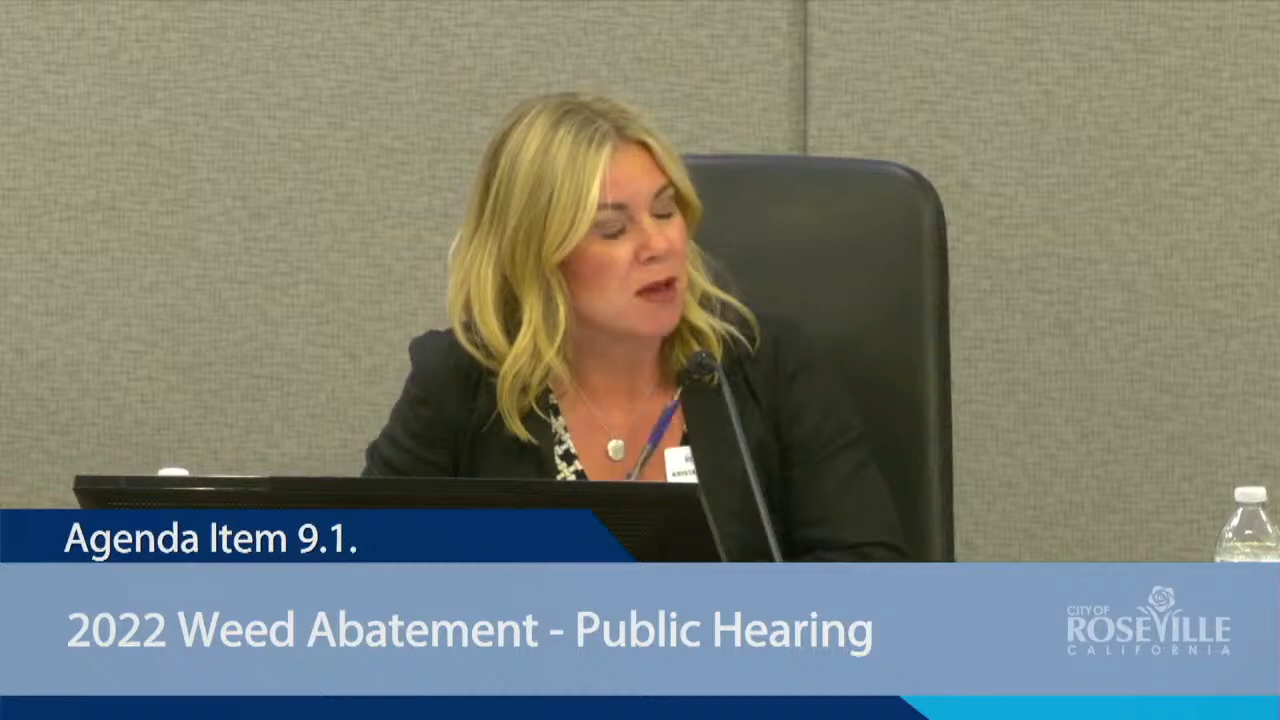 Agenda Item 9.1.
2022 Weed Abatement - Public Hearing
CITY OF
ROSEVILLE
CALIFORNIA